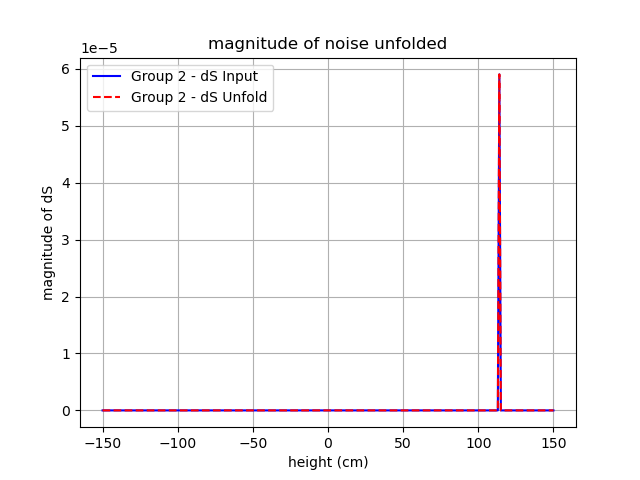 magnitude of noise unfolded
1e−5
Group 2 - dS Input
Group 2 - dS Unfold
6
5
4
3
2
1
0
magnitude of dS
−150
−100
−50
0
50
100
150
height (cm)